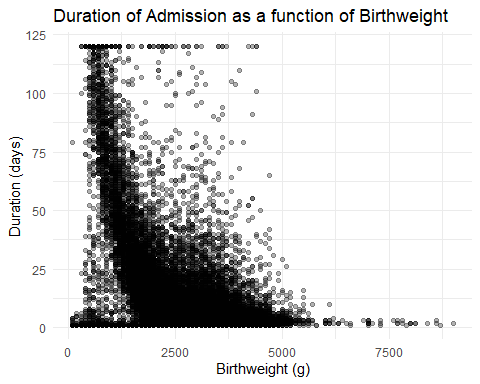 Duration of Admission as a function of Birthweight
125
100
75
50
25
0
Duration (days)
0 2500 5000 7500
Birthweight (g)